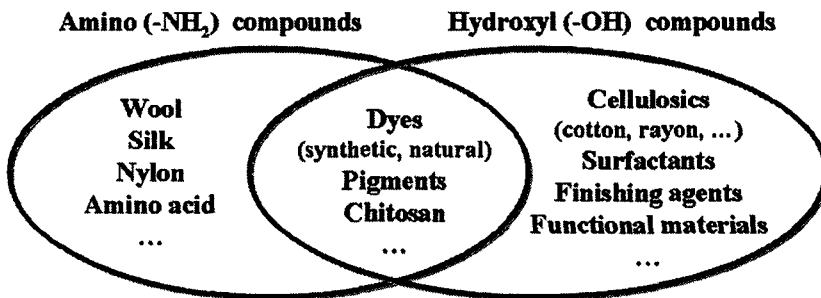 Amino (-NH₂) compounds
Hydroxyl (-OH) compounds
Wool
Silk
Nylon
Amino acid
...
Dyes
(synthetic, natural)
Pigments
Chitosan
...
Cellulosics
(cotton, rayon, ...)
Surfactants
Finishing agents
Functional materials
...